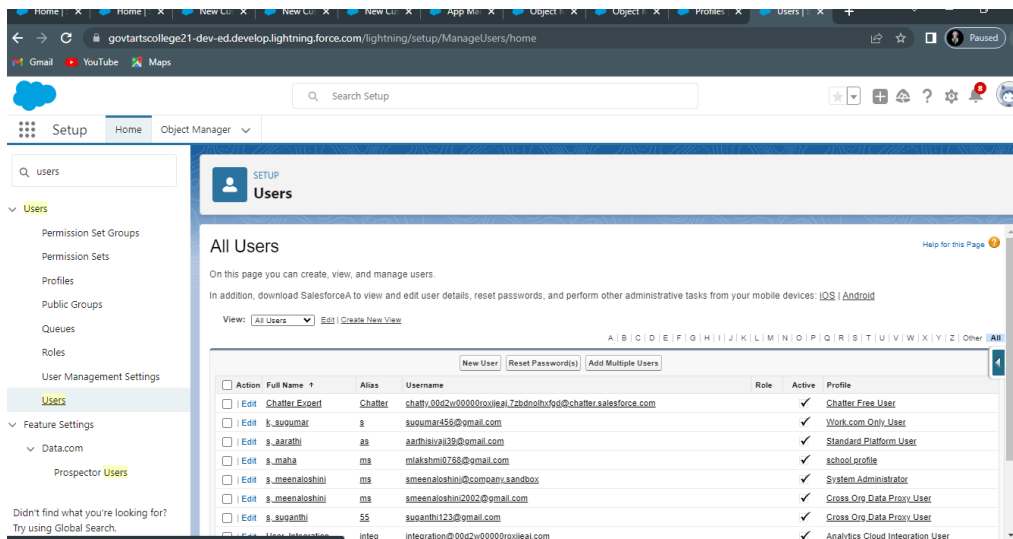 Home | S
Home | S
New Cus
New Cus
New Cus
App Man
Object M
Object M
Profiles
Users | S
govtartscollege21-dev-ed.develop.lightning.force.com/lightning/setup/ManageUsers/home
Paused
Gmail YouTube Maps
Search Setup
8
Setup Home Object Manager
users
SETUP
Users
Users
Permission Set Groups
Permission Sets
Profiles
Public Groups
Queues
Roles
User Management Settings
Users
Feature Settings
Data.com
Prospector Users
Didn't find what you're looking for?
Try using Global Search.
All Users
Help for this Page
On this page you can create, view, and manage users.
In addition, download SalesforceA to view and edit user details, reset passwords, and perform other administrative tasks from your mobile devices: iOS | Android
View: All Users Edit | Create New View
A | B | C | D | E | F | G | H | I | J | K | L | M | N | O | P | Q | R | S | T | U | V | W | X | Y | Z | Other All
New User Reset Password(s) Add Multiple Users
Action Full Name ↑ Alias Username Role Active Profile
| Edit Chatter Expert Chatter chatty.00d2w00000roxijeaj.7zbdnolhxfgd@chatter.salesforce.com ✓ Chatter Free User
| Edit k, sugumar s sugumar456@gmail.com ✓ Work.com Only User
| Edit s, aarathi as aarthisivaji39@gmail.com ✓ Standard Platform User
| Edit s, maha ms mlakshmi0768@gmail.com ✓ school profile
| Edit s, meenaloshini ms smeenaloshini@company.sandbox ✓ System Administrator
| Edit s, meenaloshini ms smeenaloshini2002@gmail.com ✓ Cross Org Data Proxy User
| Edit s, suganthi 55 suganthi123@gmail.com ✓ Cross Org Data Proxy User
| Edit User, Integration integ integration@00d2w00000roxijeaj.com ✓ Analytics Cloud Integration User